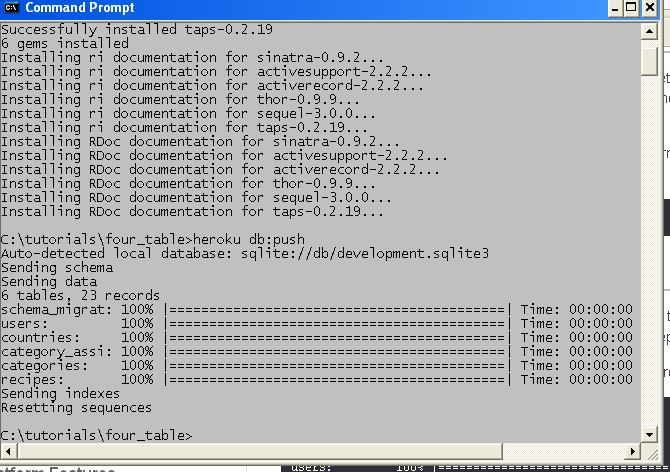 Command Prompt
Successfully installed taps-0.2.19
6 gems installed
Installing ri documentation for sinatra-0.9.2...
Installing ri documentation for activesupport-2.2.2...
Installing ri documentation for activerecord-2.2.2...
Installing ri documentation for thor-0.9.9...
Installing ri documentation for sequel-3.0.0...
Installing ri documentation for taps-0.2.19...
Installing RDoc documentation for sinatra-0.9.2...
Installing RDoc documentation for activesupport-2.2.2...
Installing RDoc documentation for activerecord-2.2.2...
Installing RDoc documentation for thor-0.9.9...
Installing RDoc documentation for sequel-3.0.0...
Installing RDoc documentation for taps-0.2.19...
C:\tutorials\four_table>heroku db:push
Auto-detected local database: sqlite://db/development.sqlite3
Sending schema
Sending data
6 tables, 23 records
schema_migrat: 100% |==========================================| Time: 00:00:00
users:         100% |==========================================| Time: 00:00:00
countries:     100% |==========================================| Time: 00:00:00
category_assi: 100% |==========================================| Time: 00:00:00
categories:    100% |==========================================| Time: 00:00:00
recipes:       100% |==========================================| Time: 00:00:00
Sending indexes
Resetting sequences
C:\tutorials\four_table>
Features
users: 100% |==============